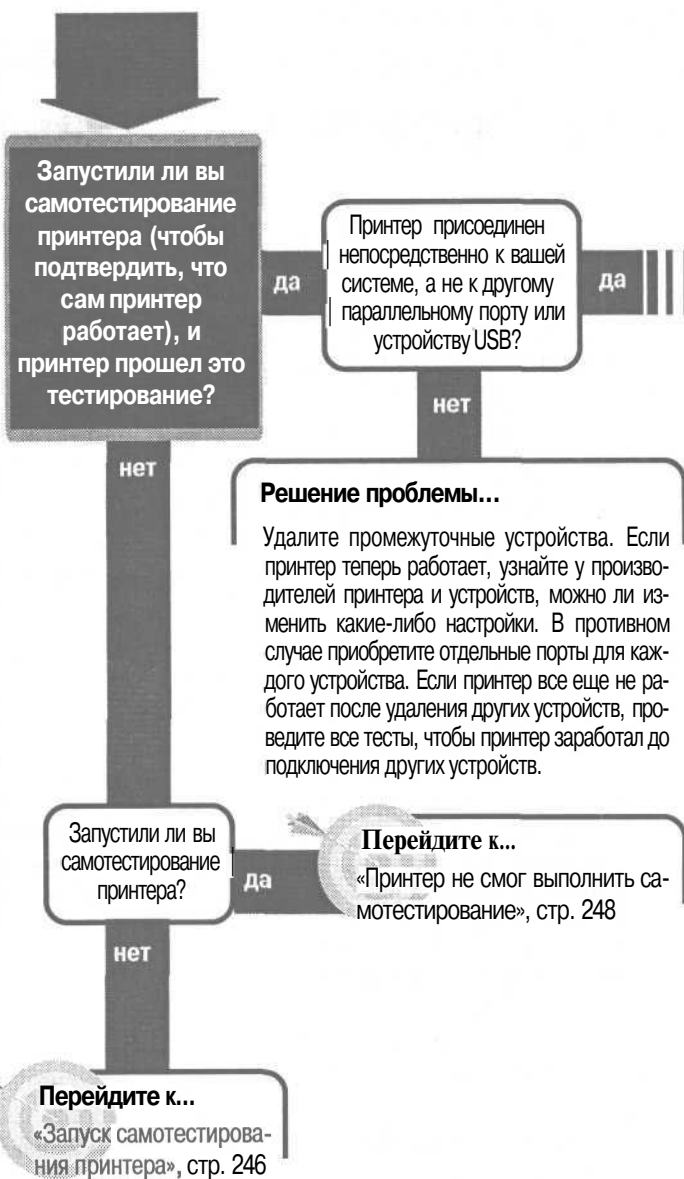 Запустили ли вы
самотестирование
принтера (чтобы
подтвердить, что
сам принтер
работает), и
принтер прошел это
тестирование?
да
Принтер присоединен
непосредственно к вашей
системе, а не к другому
параллельному порту или
устройству USB?
да
нет
нет
Решение проблемы...
Удалите промежуточные устройства. Если
принтер теперь работает, узнайте у произво-
дителей принтера и устройств, можно ли из-
менить какие-либо настройки. В противном
случае приобретите отдельные порты для каж-
дого устройства. Если принтер все еще не ра-
ботает после удаления других устройств, про-
ведите все тесты, чтобы принтер заработал до
подключения других устройств.
Запустили ли вы
самотестирование
принтера?
да
Перейдите к...
«Принтер не смог выполнить са-
мотестирование», стр. 248
нет
Перейдите к...
«Запуск самотестирова-
ния принтера», стр. 246